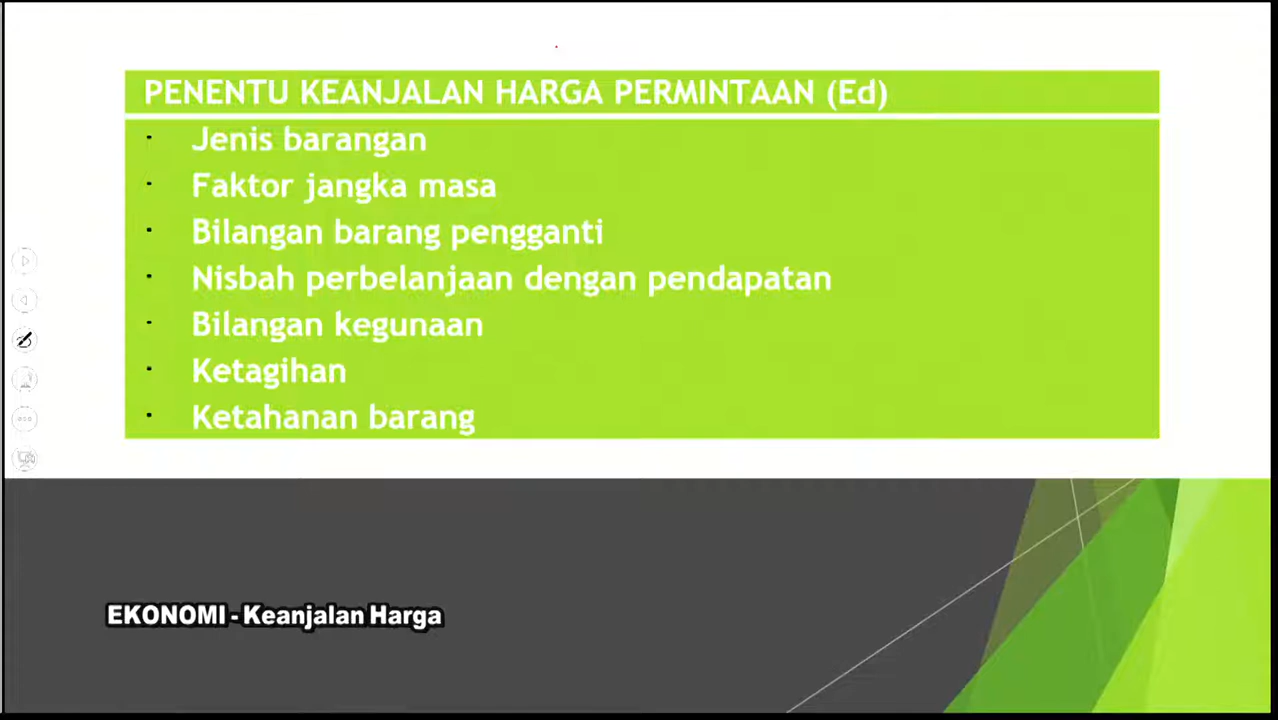 PENENTU KEANJALAN HARGA PERMINTAAN (Ed)
· Jenis barangan
· Faktor jangka masa
· Bilangan barang pengganti
· Nisbah perbelanjaan dengan pendapatan
· Bilangan kegunaan
· Ketagihan
· Ketahanan barang
EKONOMI - Keanjalan Harga